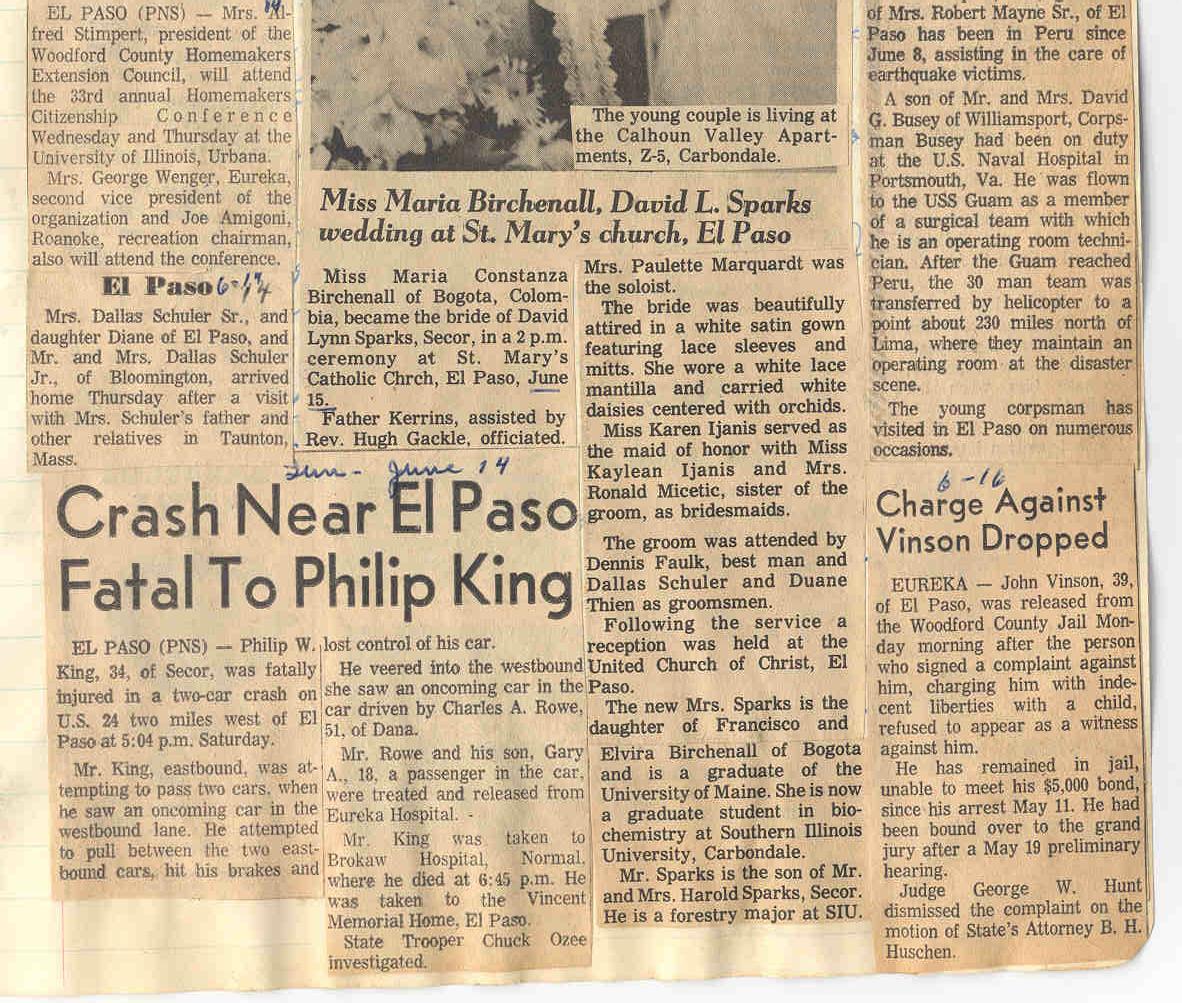 EL PASO (PNS) — Mrs. Al-
fred Stimpert, president of the
Woodford County Homemakers
Extension Council, will attend
the 33rd annual Homemakers
Citizenship Conference
Wednesday and Thursday at the
University of Illinois, Urbana.
Mrs. George Wenger, Eureka,
second vice president of the
organization and Joe Amigoni,
Roanoke, recreation chairman,
also will attend the conference.
El Paso 6-14
Mrs. Dallas Schuler Sr., and
daughter Diane of El Paso, and
Mr. and Mrs. Dallas Schuler
Jr., of Bloomington, arrived
home Thursday after a visit
with Mrs. Schuler's father and
other relatives in Taunton,
Mass.
The young couple is living at
the Calhoun Valley Apart-
ments, Z-5, Carbondale.
Miss Maria Birchenall, David L. Sparks
wedding at St. Mary's church, El Paso
Miss Maria Constanza
Birchenall of Bogota, Colom-
bia, became the bride of David
Lynn Sparks, Secor, in a 2 p.m.
ceremony at St. Mary's
Catholic Chrch, El Paso, June
15.
Father Kerrins, assisted by
Rev. Hugh Gackle, officiated.
Mrs. Paulette Marquardt was
the soloist.
The bride was beautifully
attired in a white satin gown
featuring lace sleeves and
mitts. She wore a white lace
mantilla and carried white
daisies centered with orchids.
Miss Karen Ijanis served as
the maid of honor with Miss
Kaylean Ijanis and Mrs.
Ronald Micetic, sister of the
groom, as bridesmaids.
The groom was attended by
Dennis Faulk, best man and
Dallas Schuler and Duane
Thien as groomsmen.
Following the service a
reception was held at the
United Church of Christ, El
Paso.
The new Mrs. Sparks is the
daughter of Francisco and
Elvira Birchenall of Bogota
and is a graduate of the
University of Maine. She is now
a graduate student in bio-
chemistry at Southern Illinois
University, Carbondale.
Mr. Sparks is the son of Mr.
and Mrs. Harold Sparks, Secor.
He is a forestry major at SIU.
June 14
Crash Near El Paso
Fatal To Philip King
EL PASO (PNS) — Philip W.
King, 34, of Secor, was fatally
injured in a two-car crash on
U.S. 24 two miles west of El
Paso at 5:04 p.m. Saturday.
Mr. King, eastbound, was at-
tempting to pass two cars, when
he saw an oncoming car in the
westbound lane. He attempted
to pull between the two east-
bound cars, hit his brakes and
lost control of his car.
He veered into the westbound
she saw an oncoming car in the
car driven by Charles A. Rowe,
51, of Dana.
Mr. Rowe and his son, Gary
A., 18, a passenger in the car,
were treated and released from
Eureka Hospital.
Mr. King was taken to
Brokaw Hospital, Normal,
where he died at 6:45 p.m. He
was taken to the Vincent
Memorial Home, El Paso.
State Trooper Chuck Ozee
investigated.
of Mrs. Robert Mayne Sr., of El
Paso has been in Peru since
June 8, assisting in the care of
earthquake victims.
A son of Mr. and Mrs. David
G. Busey of Williamsport, Corps-
man Busey had been on duty
at the U.S. Naval Hospital in
Portsmouth, Va. He was flown
to the USS Guam as a member
of a surgical team with which
he is an operating room techni-
cian. After the Guam reached
Peru, the 30 man team was
transferred by helicopter to a
point about 230 miles north of
Lima, where they maintain an
operating room at the disaster
scene.
The young corpsman has
visited in El Paso on numerous
occasions.
6-16
Charge Against
Vinson Dropped
EUREKA — John Vinson, 39,
of El Paso, was released from
the Woodford County Jail Mon-
day morning after the person
who signed a complaint against
him, charging him with inde-
cent liberties with a child,
refused to appear as a witness
against him.
He has remained in jail,
unable to meet his $5,000 bond,
since his arrest May 11. He had
been bound over to the grand
jury after a May 19 preliminary
hearing.
Judge George W. Hunt
dismissed the complaint on the
motion of State's Attorney B. H.
Huschen.